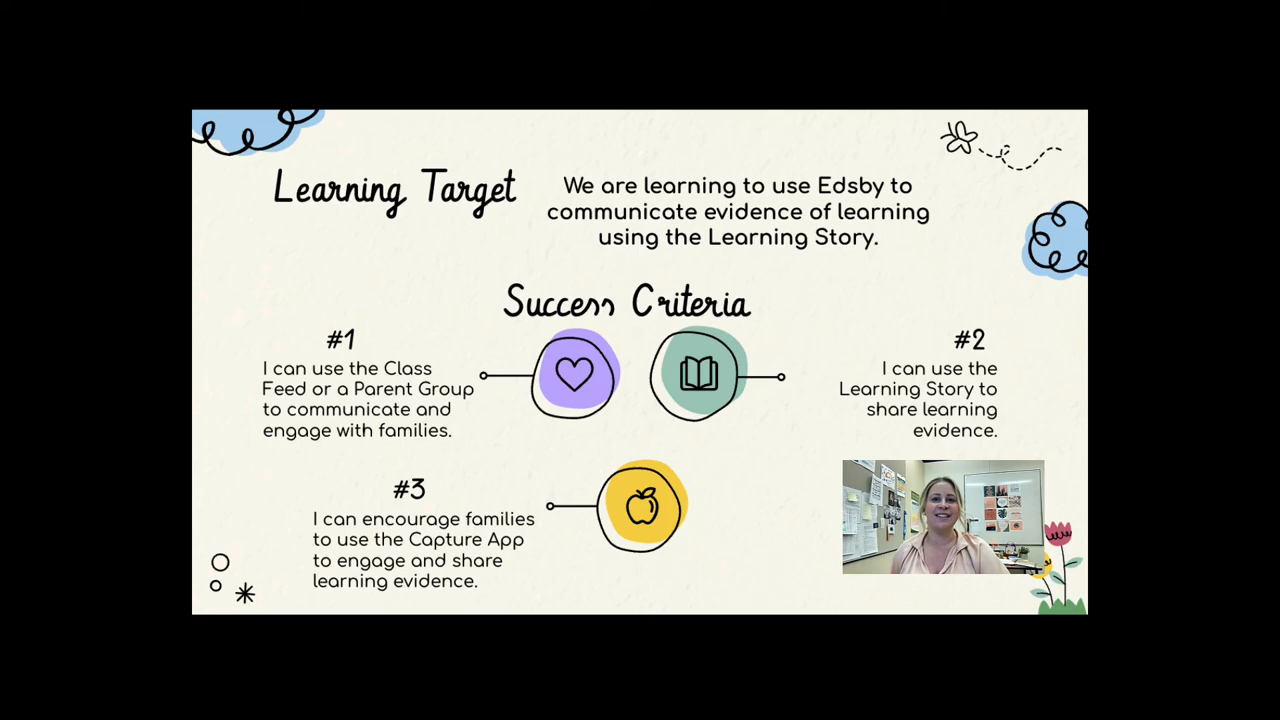 Learning Target
We are learning to use Edsby to
communicate evidence of learning
using the Learning Story.
Success Criteria
#1
I can use the Class
Feed or a Parent Group
to communicate and
engage with families.
#2
I can use the
Learning Story to
share learning
evidence.
#3
I can encourage families
to use the Capture App
to engage and share
learning evidence.